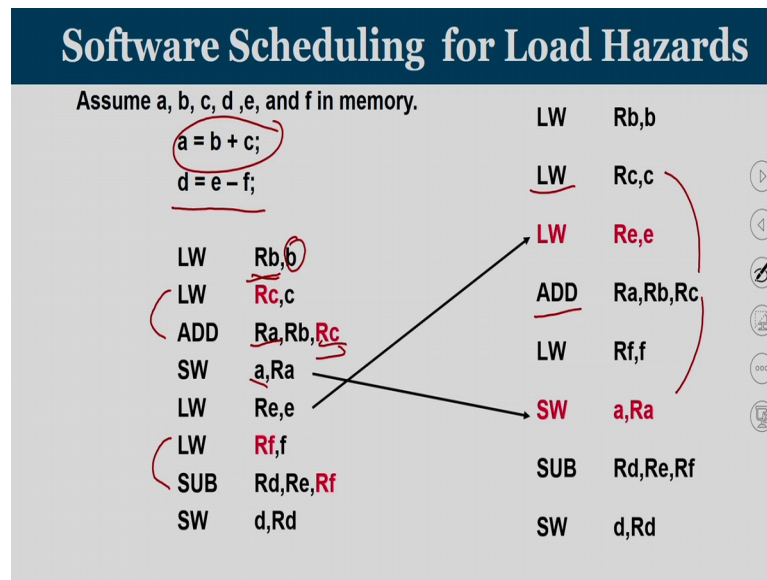 Software Scheduling for Load Hazards
Assume a, b, c, d ,e, and f in memory.
a = b + c;
d = e – f;
LW Rb,b
LW Rc,c
ADD Ra,Rb,Rc
SW a,Ra
LW Re,e
LW Rf,f
SUB Rd,Re,Rf
SW d,Rd
LW Rb,b
LW Rc,c
LW Re,e
ADD Ra,Rb,Rc
LW Rf,f
SW a,Ra
SUB Rd,Re,Rf
SW d,Rd